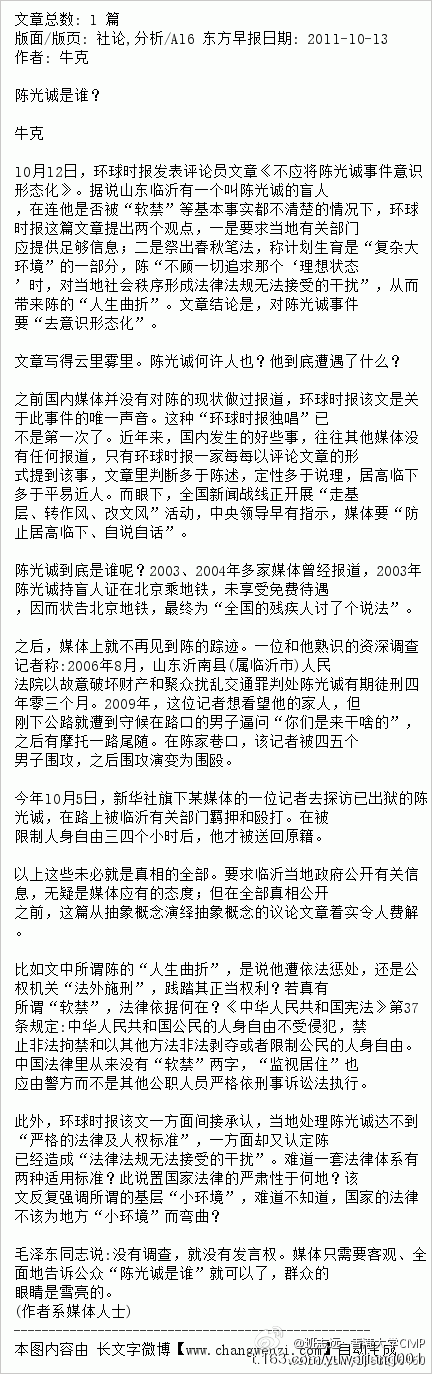 文章总数: 1 篇
版面/版页: 社论,分析/A16 东方早报日期: 2011-10-13
作者: 牛克
陈光诚是谁？
牛克
10月12日，环球时报发表评论员文章《不应将陈光诚事件意识
形态化》。据说山东临沂有一个叫陈光诚的盲人
，在连他是否被“软禁”等基本事实都不清楚的情况下，环球
时报这篇文章提出两个观点，一是要求当地有关部门
应提供足够信息；二是祭出春秋笔法，称计划生育是“复杂大
环境”的一部分，陈“不顾一切追求那个‘理想状态
’时，对当地社会秩序形成法律法规无法接受的干扰”，从而
带来陈的“人生曲折”。文章结论是，对陈光诚事件
要“去意识形态化”。
文章写得云里雾里。陈光诚何许人也？他到底遭遇了什么？
之前国内媒体并没有对陈的现状做过报道，环球时报该文是关
于此事件的唯一声音。这种“环球时报独唱”已
不是第一次了。近年来，国内发生的好些事，往往其他媒体没
有任何报道，只有环球时报一家每每以评论文章的形
式提到该事，文章里判断多于陈述，定性多于说理，居高临下
多于平易近人。而眼下，全国新闻战线正开展“走基
层、转作风、改文风”活动，中央领导早有指示，媒体要“防
止居高临下、自说自话”。
陈光诚到底是谁呢？2003、2004年多家媒体曾经报道，2003年
陈光诚持盲人证在北京乘地铁，未享受免费待遇
，因而状告北京地铁，最终为“全国的残疾人讨了个说法”。
之后，媒体上就不再见到陈的踪迹。一位和他熟识的资深调查
记者称:2006年8月，山东沂南县(属临沂市)人民
法院以故意破坏财产和聚众扰乱交通罪判处陈光诚有期徒刑四
年零三个月。2009年，这位记者想看望他的家人，但
刚下公路就遭到守候在路口的男子逼问“你们是来干啥的”，
之后有摩托一路尾随。在陈家巷口，该记者被四五个
男子围攻，之后围攻演变为围殴。
今年10月5日，新华社旗下某媒体的一位记者去探访已出狱的陈
光诚，在路上被临沂有关部门羁押和殴打。在被
限制人身自由三四个小时后，他才被送回原籍。
以上这些未必就是真相的全部。要求临沂当地政府公开有关信
息，无疑是媒体应有的态度；但在全部真相公开
之前，这篇从抽象概念演绎抽象概念的议论文章着实令人费解
。
比如文中所谓陈的“人生曲折”，是说他遭依法惩处，还是公
权机关“法外施刑”，践踏其正当权利？若真有
所谓“软禁”，法律依据何在？《中华人民共和国宪法》第37
条规定:中华人民共和国公民的人身自由不受侵犯，禁
止非法拘禁和以其他方法非法剥夺或者限制公民的人身自由。
中国法律里从来没有“软禁”两字，“监视居住”也
应由警方而不是其他公职人员严格依刑事诉讼法执行。
此外，环球时报该文一方面间接承认，当地处理陈光诚达不到
“严格的法律及人权标准”，一方面却又认定陈
已经造成“法律法规无法接受的干扰”。难道一套法律体系有
两种适用标准？此说置国家法律的严肃性于何地？该
文反复强调所谓的基层“小环境”，难道不知道，国家的法律
不该为地方“小环境”而弯曲？
毛泽东同志说:没有调查，就没有发言权。媒体只需要客观、全
面地告诉公众“陈光诚是谁”就可以了，群众的
眼睛是雪亮的。
(作者系媒体人士)
本图内容由 长文字微博【www.changwenzi.com】自动生成